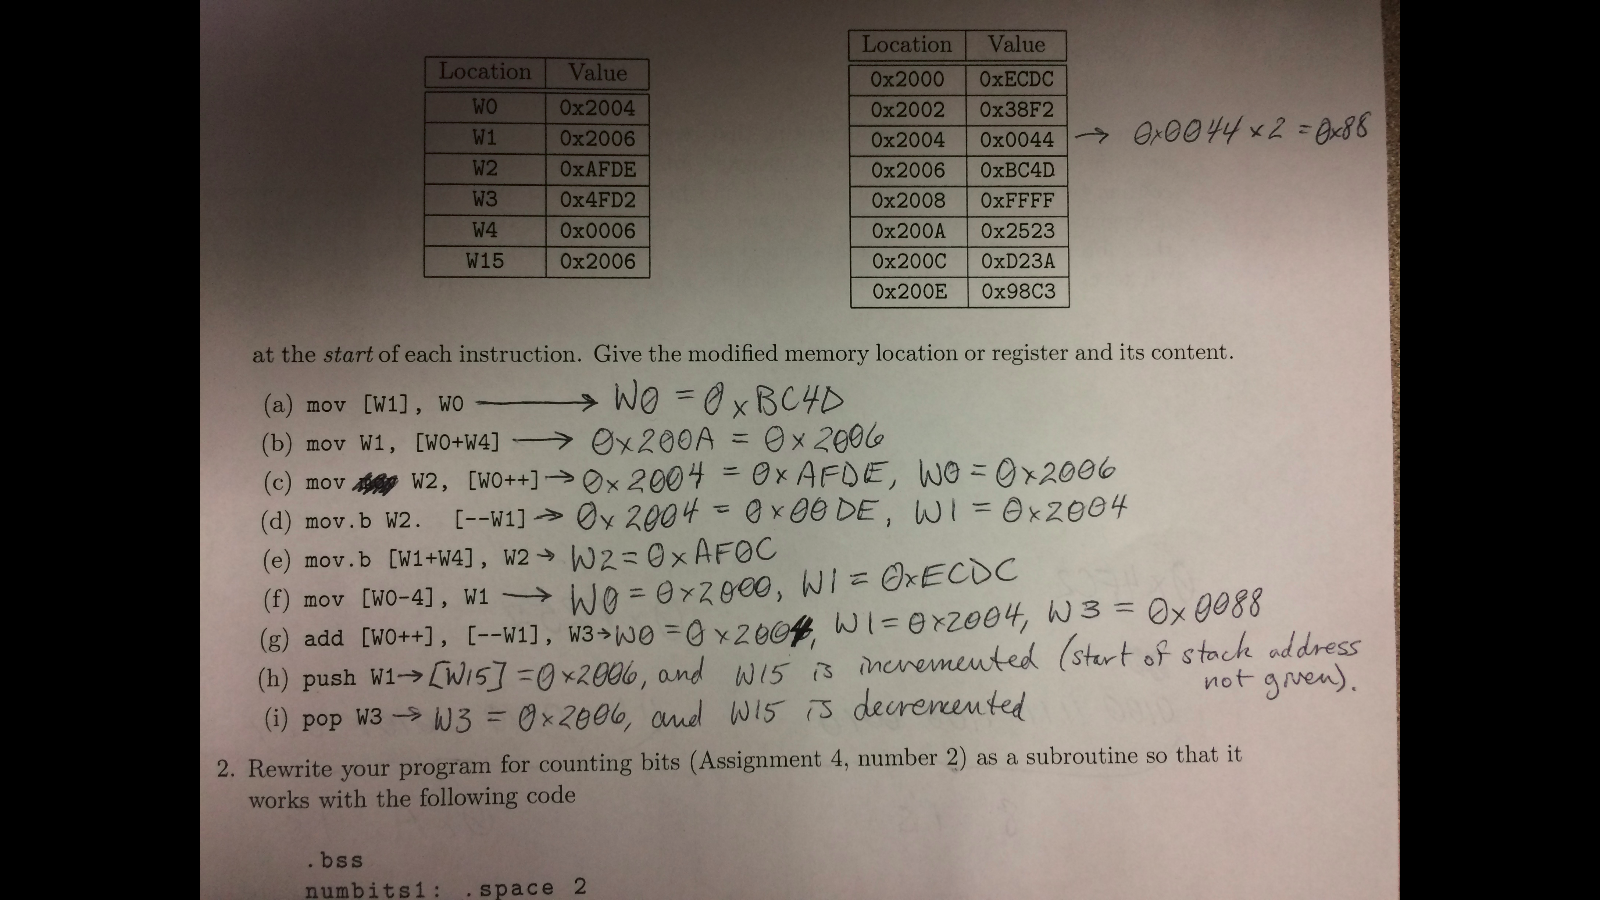 Location Value
W0 0x2004
W1 0x2006
W2 0xAFDE
W3 0x4FD2
W4 0x0006
W15 0x2006
Location Value
0x2000 0xECDC
0x2002 0x38F2
0x2004 0x0044 → 0x0044 x 2 = 0x88
0x2006 0xBC4D
0x2008 0xFFFF
0x200A 0x2523
0x200C 0xD23A
0x200E 0x98C3
at the start of each instruction. Give the modified memory location or register and its content.
(a) mov [W1], W0 → W0 = 0xBC4D
(b) mov W1, [W0+W4] → 0x200A = 0x2006
(c) mov W2, [W0++] → 0x2004 = 0xAFDE, W0 = 0x2006
(d) mov.b W2. [--W1] → 0x2004 = 0x00DE, W1 = 0x2004
(e) mov.b [W1+W4], W2 → W2 = 0xAF0C
(f) mov [W0-4], W1 → W0 = 0x2000, W1 = 0xECDC
(g) add [W0++], [--W1], W3 → W0 = 0x2004, W1 = 0x2004, W3 = 0x0088
(h) push W1 → [W15] = 0x2006, and W15 is incremented (start of stack address
not given).
(i) pop W3 → W3 = 0x2006, and W15 is decremented
2. Rewrite your program for counting bits (Assignment 4, number 2) as a subroutine so that it
works with the following code
.bss
numbits1: .space 2